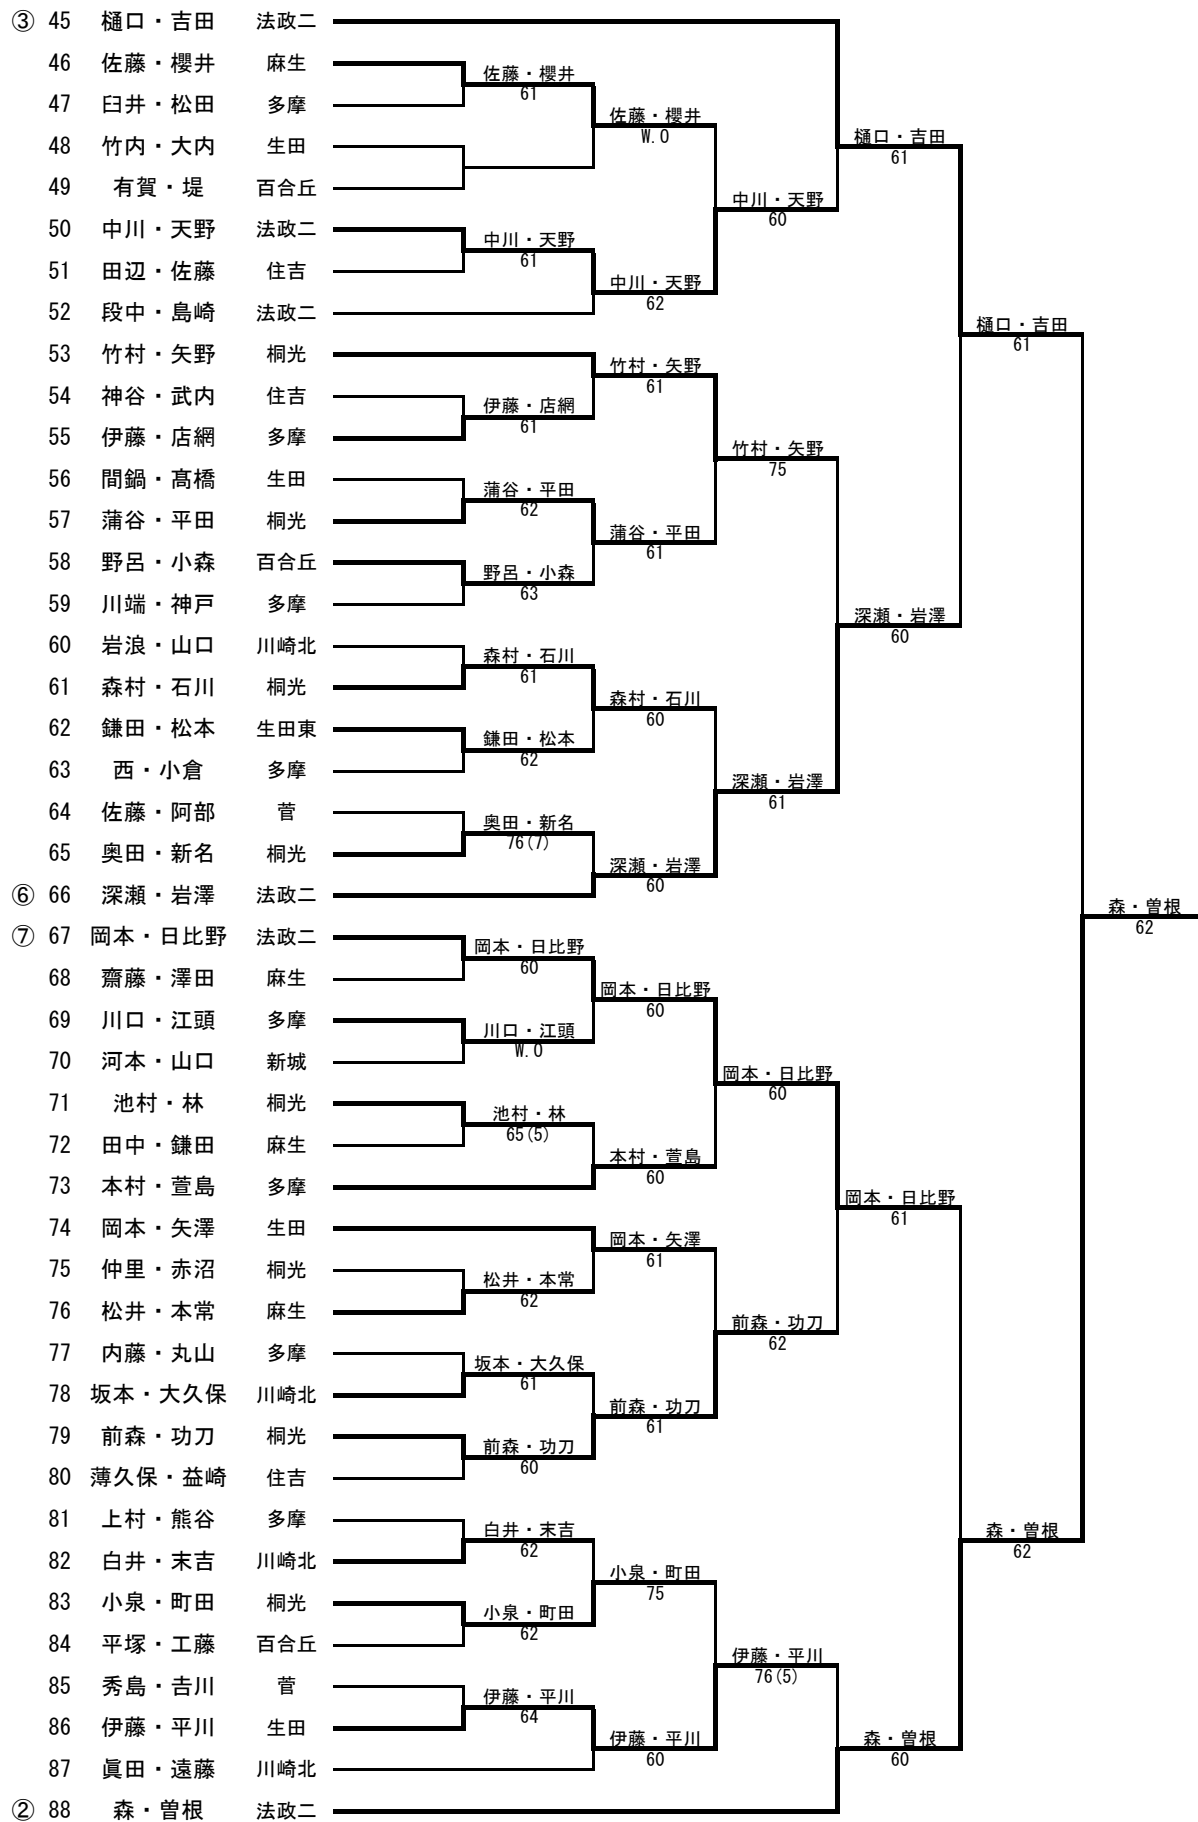 ③ 45 樋口・吉田 法政二
46 佐藤・櫻井 麻生
佐藤・櫻井
61
47 臼井・松田 多摩
佐藤・櫻井
W.O
48 竹内・大内 生田
樋口・吉田
61
49 有賀・堤 百合丘
中川・天野
60
50 中川・天野 法政二
中川・天野
61
51 田辺・佐藤 住吉
中川・天野
62
52 段中・島崎 法政二
樋口・吉田
61
53 竹村・矢野 桐光
竹村・矢野
61
54 神谷・武内 住吉
伊藤・店網
61
55 伊藤・店網 多摩
竹村・矢野
75
56 間鍋・髙橋 生田
蒲谷・平田
62
57 蒲谷・平田 桐光
蒲谷・平田
61
58 野呂・小森 百合丘
野呂・小森
63
59 川端・神戸 多摩
深瀬・岩澤
60
60 岩浪・山口 川崎北
森村・石川
61
61 森村・石川 桐光
森村・石川
60
62 鎌田・松本 生田東
鎌田・松本
62
63 西・小倉 多摩
深瀬・岩澤
61
64 佐藤・阿部 菅
奥田・新名
76(7)
65 奥田・新名 桐光
深瀬・岩澤
60
⑥ 66 深瀬・岩澤 法政二
森・曽根
62
⑦ 67 岡本・日比野 法政二
岡本・日比野
60
68 齋藤・澤田 麻生
岡本・日比野
60
69 川口・江頭 多摩
川口・江頭
W.O
70 河本・山口 新城
岡本・日比野
60
71 池村・林 桐光
池村・林
65(5)
72 田中・鎌田 麻生
本村・萱島
60
73 本村・萱島 多摩
岡本・日比野
61
74 岡本・矢澤 生田
岡本・矢澤
61
75 仲里・赤沼 桐光
松井・本常
62
76 松井・本常 麻生
前森・功刀
62
77 内藤・丸山 多摩
坂本・大久保
61
78 坂本・大久保 川崎北
前森・功刀
61
79 前森・功刀 桐光
前森・功刀
60
80 薄久保・益崎 住吉
81 上村・熊谷 多摩
白井・末吉
62
森・曽根
62
82 白井・末吉 川崎北
小泉・町田
75
83 小泉・町田 桐光
小泉・町田
62
84 平塚・工藤 百合丘
伊藤・平川
76(5)
85 秀島・𠮷川 菅
伊藤・平川
64
86 伊藤・平川 生田
伊藤・平川
60
森・曽根
60
87 眞田・遠藤 川崎北
② 88 森・曽根 法政二